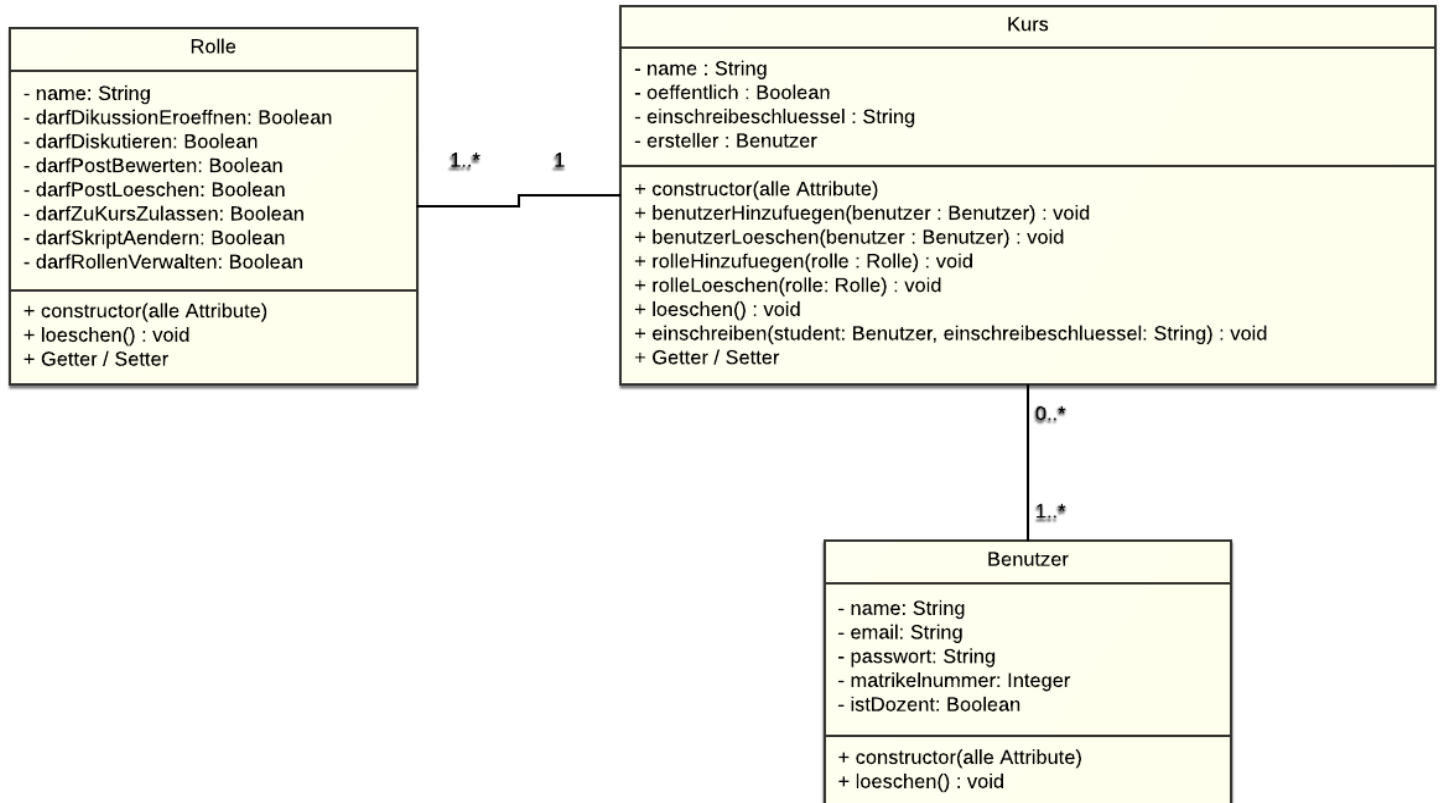 Rolle
- name: String
- darfDikussionEroeffnen: Boolean
- darfDiskutieren: Boolean
- darfPostBewerten: Boolean
- darfPostLoeschen: Boolean
- darfZuKursZulassen: Boolean
- darfSkriptAendern: Boolean
- darfRollenVerwalten: Boolean
+ constructor(alle Attribute)
+ loeschen() : void
+ Getter / Setter
1..*
1
Kurs
- name : String
- oeffentlich : Boolean
- einschreibeschluessel : String
- ersteller : Benutzer
+ constructor(alle Attribute)
+ benutzerHinzufuegen(benutzer : Benutzer) : void
+ benutzerLoeschen(benutzer : Benutzer) : void
+ rolleHinzufuegen(rolle : Rolle) : void
+ rolleLoeschen(rolle: Rolle) : void
+ loeschen() : void
+ einschreiben(student: Benutzer, einschreibeschluessel: String) : void
+ Getter / Setter
0..*
1..*
Benutzer
- name: String
- email: String
- passwort: String
- matrikelnummer: Integer
- istDozent: Boolean
+ constructor(alle Attribute)
+ loeschen() : void